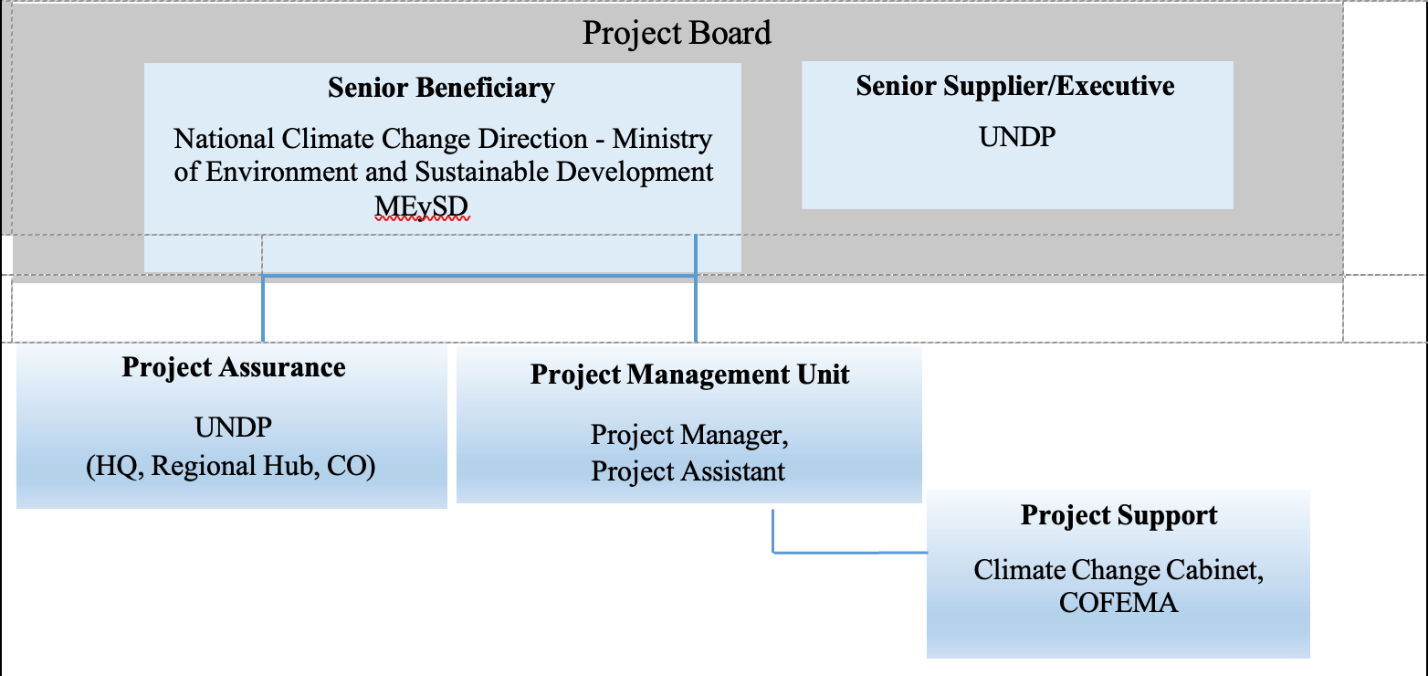 Project Board
Senior Beneficiary
National Climate Change Direction - Ministry
of Environment and Sustainable Development
MEySD
Senior Supplier/Executive
UNDP
Project Assurance
UNDP
(HQ, Regional Hub, CO)
Project Management Unit
Project Manager,
Project Assistant
Project Support
Climate Change Cabinet,
COFEMA